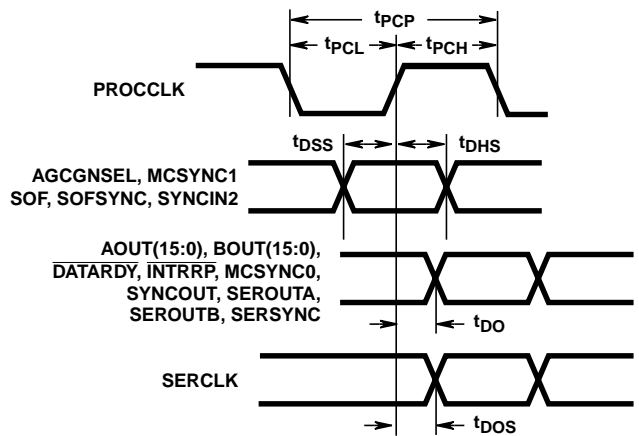 tPCP
tPCL tPCH
PROCCLK
tDSS tDHS
AGCGNSEL, MCSYNC1
SOF, SOFSYNC, SYNCIN2
AOUT(15:0), BOUT(15:0),
DATARDY, INTRRP, MCSYNC0,
SYNCOUT, SEROUTA,
SEROUTB, SERSYNC
tDO
SERCLK
tDOS